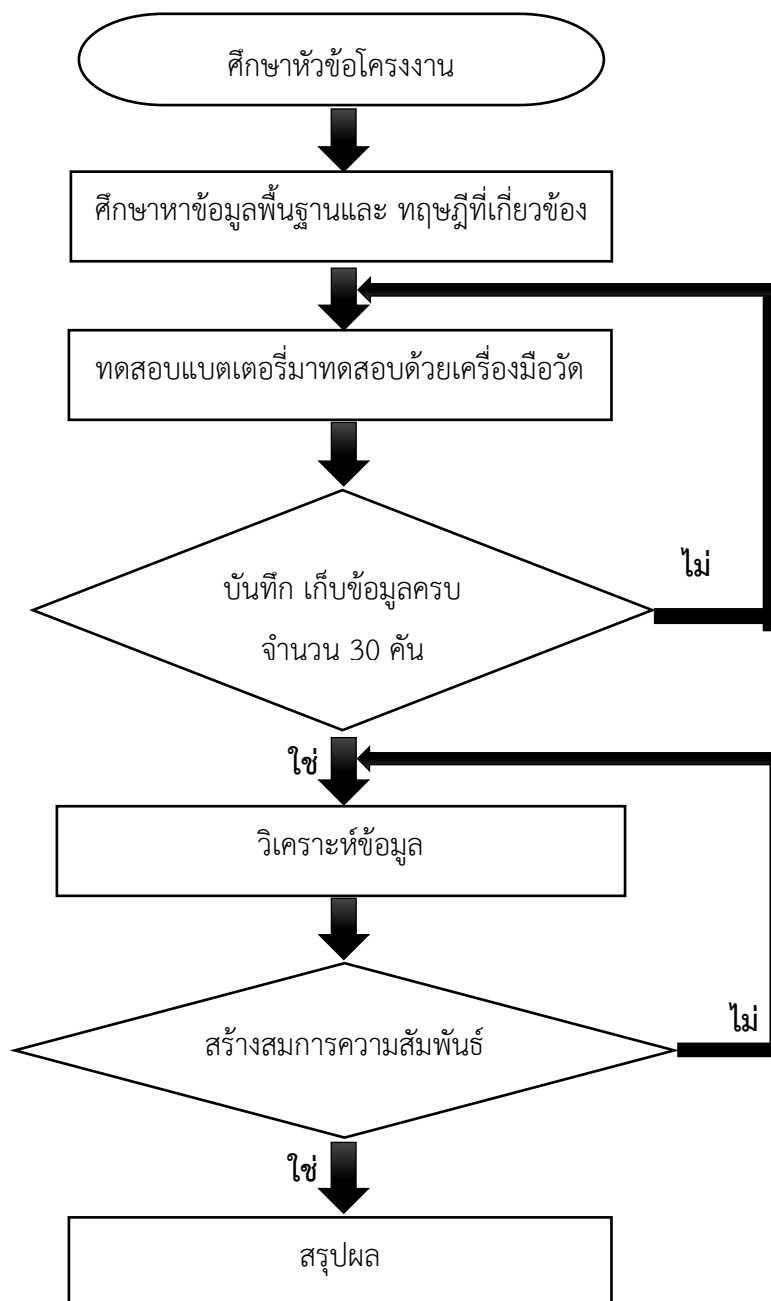 ศึกษาหัวข้อโครงงาน
ศึกษาหาข้อมูลพื้นฐานและ ทฤษฎีที่เกี่ยวข้อง
ทดสอบแบตเตอรี่มาทดสอบด้วยเครื่องมือวัด
บันทึก เก็บข้อมูลครบ
จำนวน 30 คัน
ไม่
ใช่
วิเคราะห์ข้อมูล
สร้างสมการความสัมพันธ์
ไม่
ใช่
สรุปผล